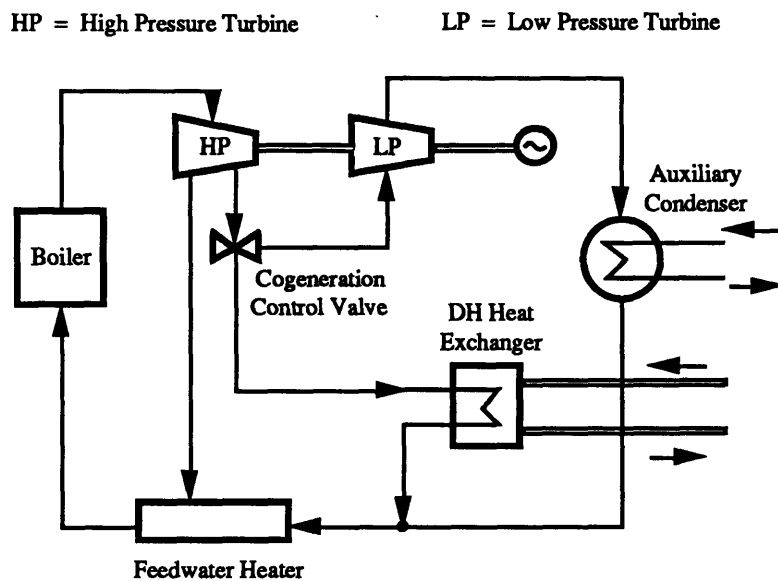 HP = High Pressure Turbine
LP = Low Pressure Turbine
HP
LP
Auxiliary
Condenser
Boiler
Cogeneration
Control Valve
DH Heat
Exchanger
Feedwater Heater